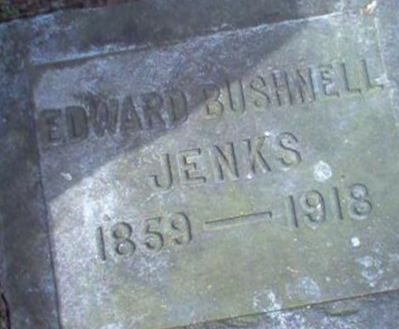 EDWARD BUSHNELL
JENKS
1859 — 1918